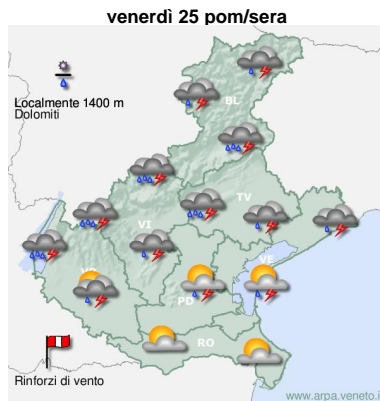 venerdì 25 pom/sera
Localmente 1400 m
Dolomiti
BL
TV
VI
VE
PD
RO
Rinforzi di vento
www.arpa.veneto.i